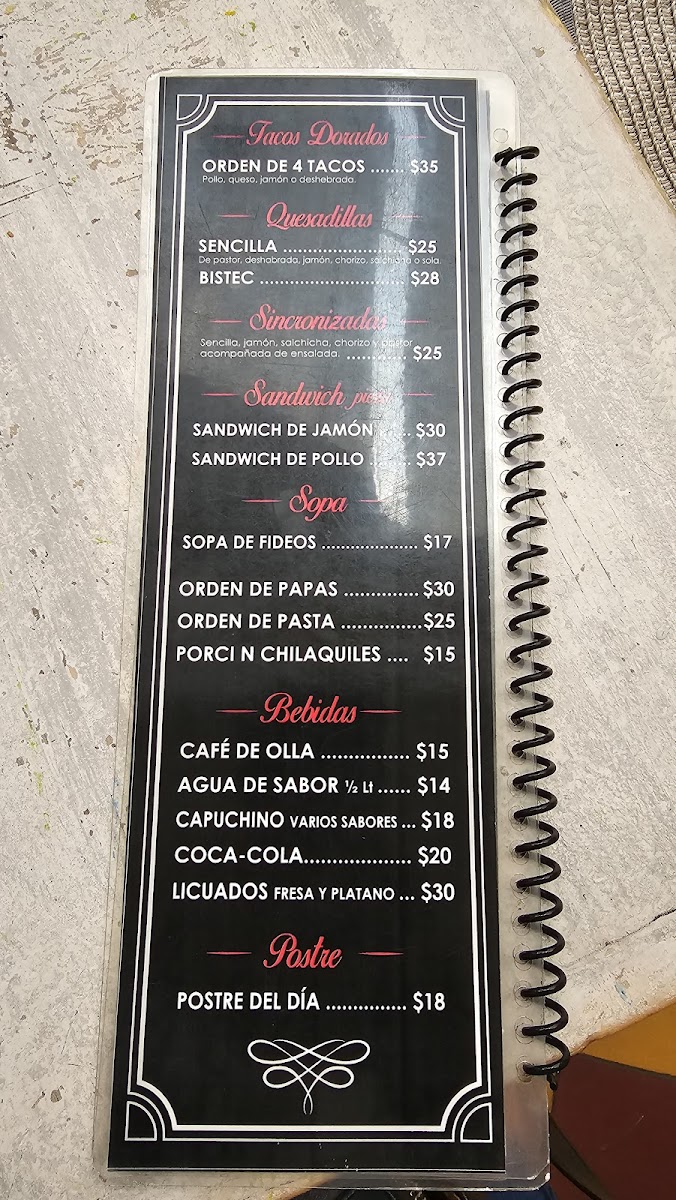 Tacos Dorados
ORDEN DE 4 TACOS ....... $35
Pollo, queso, jamón o deshebrada.
Quesadillas
SENCILLA ........................ $25
De pastor, deshabrada, jamón, chorizo, salchicha o sola.
BISTEC ............................. $28
Sincronizadas
Sencilla, jamón, salchicha, chorizo y pastor
acompañada de ensalada. ............ $25
Sandwich
SANDWICH DE JAMÓN ...... $30
SANDWICH DE POLLO ........ $37
Sopa
SOPA DE FIDEOS .................... $17
ORDEN DE PAPAS .............. $30
ORDEN DE PASTA ............... $25
PORCI N CHILAQUILES .... $15
Bebidas
CAFÉ DE OLLA ................. $15
AGUA DE SABOR ½ Lt ...... $14
CAPUCHINO VARIOS SABORES ... $18
COCA-COLA.................... $20
LICUADOS FRESA Y PLATANO ... $30
Postre
POSTRE DEL DÍA ............... $18